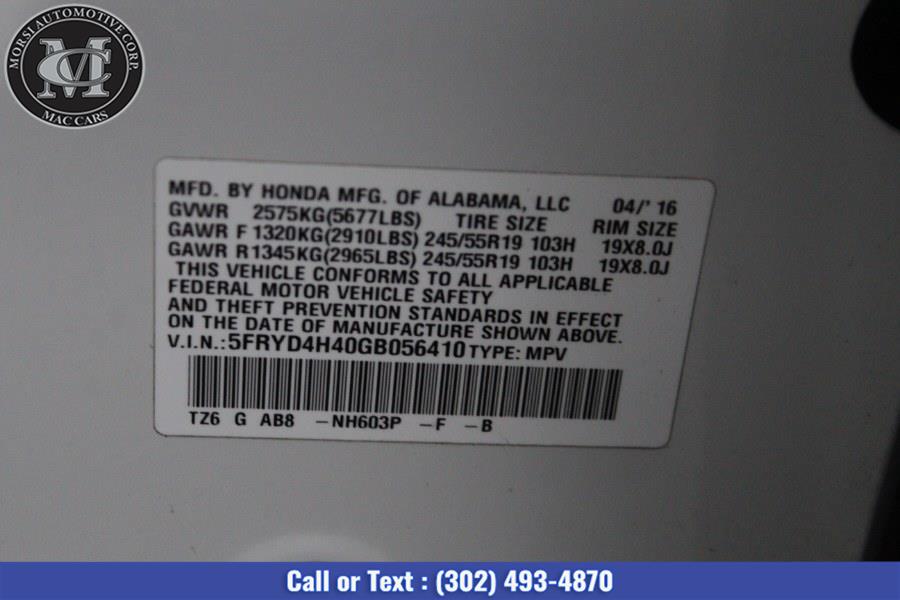 MORSI AUTOMOTIVE CORP.
MC
MAC CARS
MFD. BY HONDA MFG. OF ALABAMA, LLC 04/' 16
GVWR 2575KG(5677LBS) TIRE SIZE RIM SIZE
GAWR F 1320KG(2910LBS) 245/55R19 103H 19X8.0J
GAWR R1345KG(2965LBS) 245/55R19 103H 19X8.0J
THIS VEHICLE CONFORMS TO ALL APPLICABLE
FEDERAL MOTOR VEHICLE SAFETY
AND THEFT PREVENTION STANDARDS IN EFFECT
ON THE DATE OF MANUFACTURE SHOWN ABOVE.
V.I.N.:5FRYD4H40GB056410 TYPE: MPV
TZ6 G AB8 -NH603P -F -B
Call or Text : (302) 493-4870